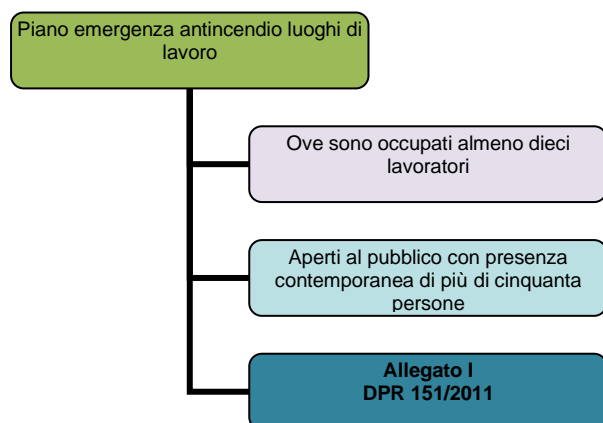 Piano emergenza antincendio luoghi di
lavoro
Ove sono occupati almeno dieci
lavoratori
Aperti al pubblico con presenza
contemporanea di più di cinquanta
persone
Allegato I
DPR 151/2011